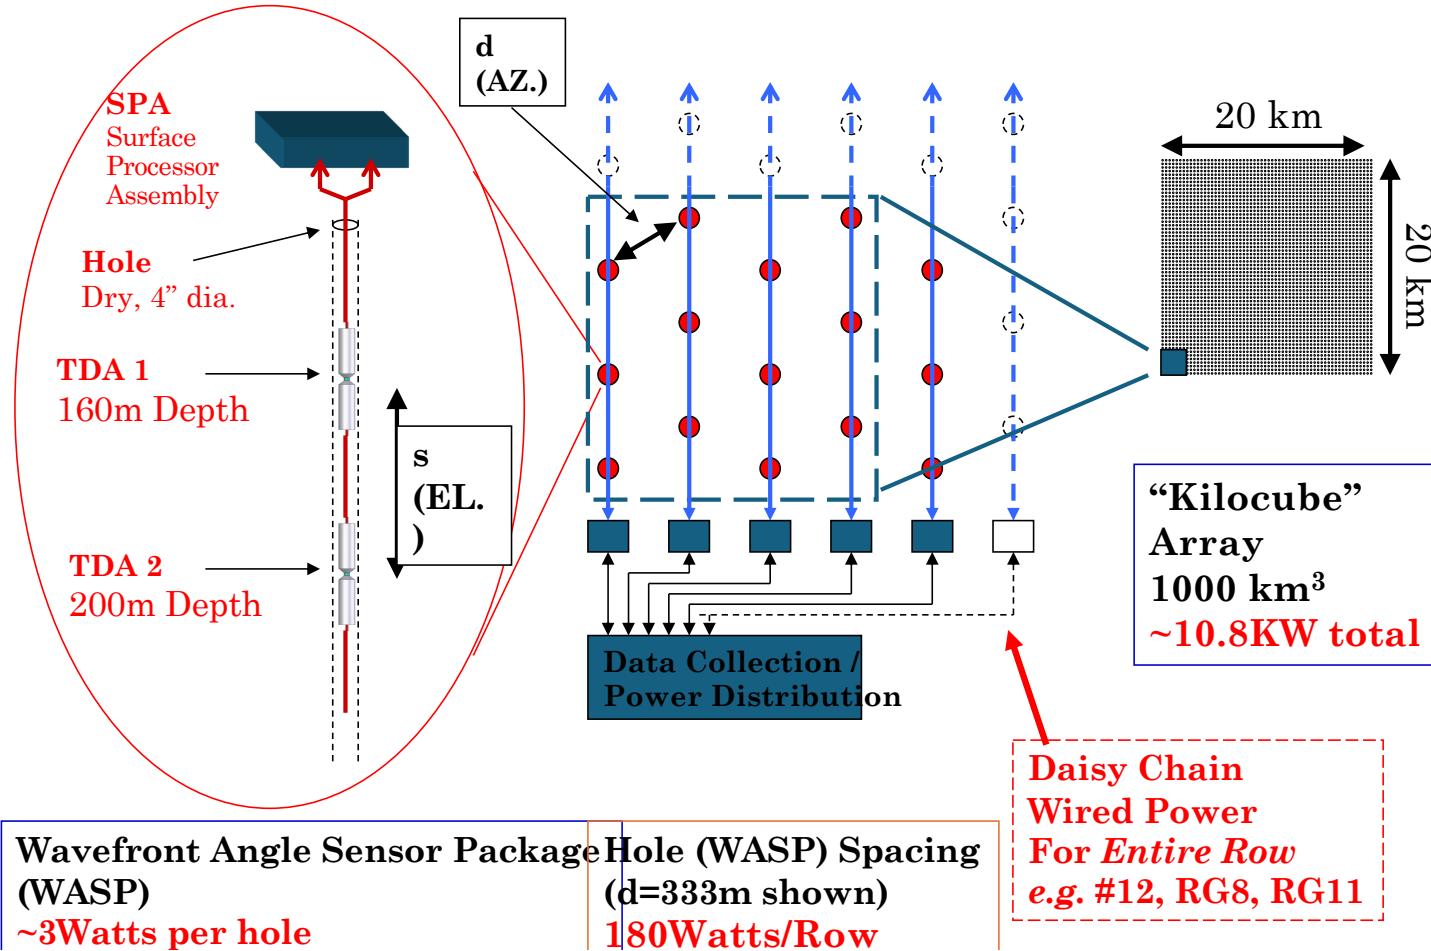 SPA
Surface
Processor
Assembly
Hole
Dry, 4” dia.
TDA 1
160m Depth
TDA 2
200m Depth
s
(EL.
)
d
(AZ.)
20 km
20 km
“Kilocube”
Array
1000 km³
~10.8KW total
Data Collection /
Power Distribution
Daisy Chain
Wired Power
For Entire Row
e.g. #12, RG8, RG11
Wavefront Angle Sensor Package
(WASP)
~3Watts per hole
Hole (WASP) Spacing
(d=333m shown)
180Watts/Row